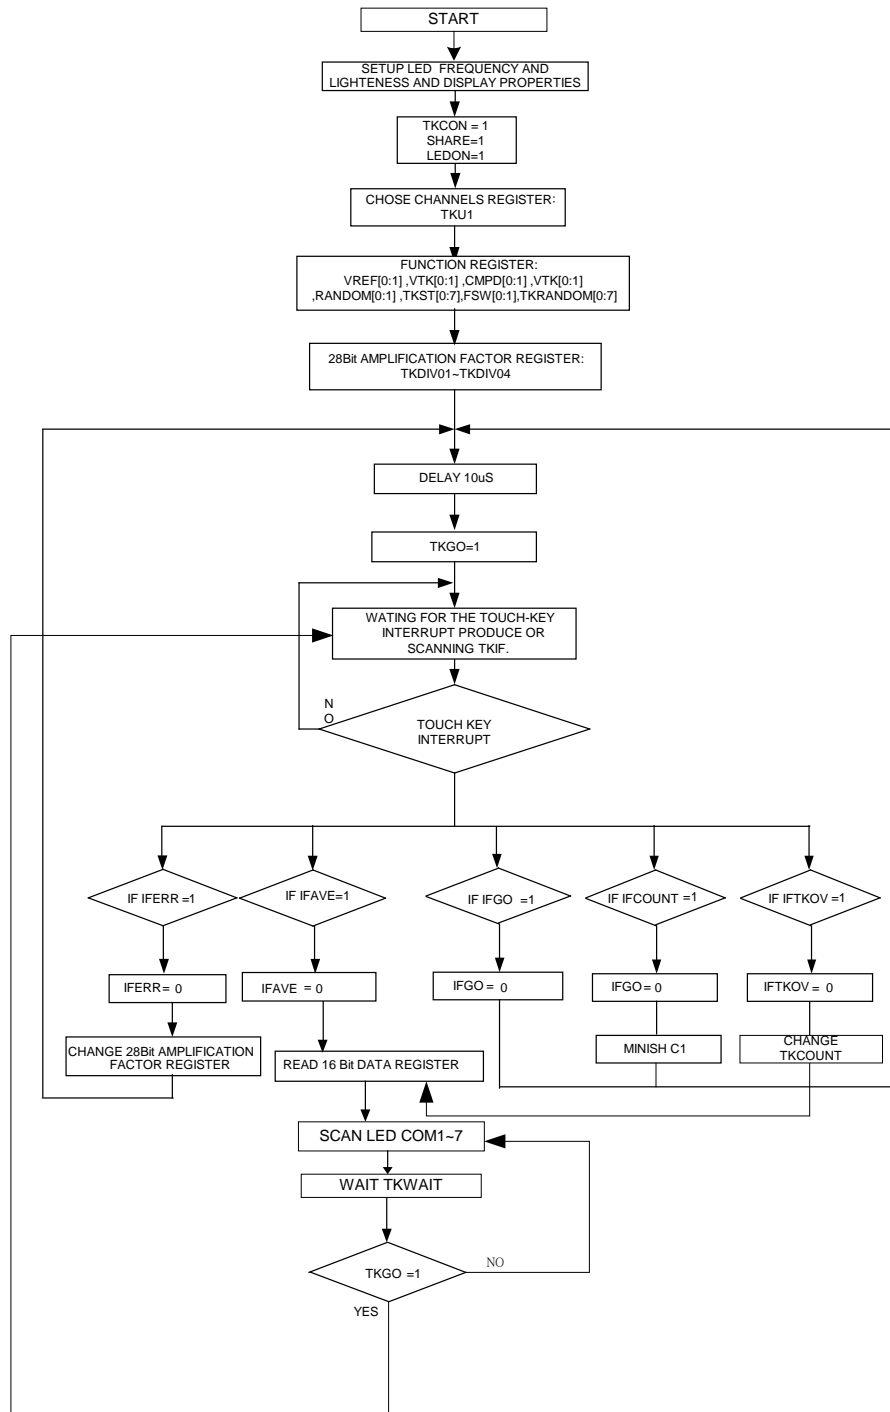 START
SETUP LED FREQUENCY AND
LIGHTENESS AND DISPLAY PROPERTIES
TKCON = 1
SHARE=1
LEDON=1
CHOSE CHANNELS REGISTER:
TKU1
FUNCTION REGISTER:
VREF[0:1] ,VTK[0:1] ,CMPD[0:1] ,VTK[0:1]
,RANDOM[0:1] ,TKST[0:7],FSW[0:1],TKRANDOM[0:7]
28Bit AMPLIFICATION FACTOR REGISTER:
TKDIV01~TKDIV04
DELAY 10uS
TKGO=1
WATING FOR THE TOUCH-KEY
INTERRUPT PRODUCE OR
SCANNING TKIF.
N
O
TOUCH KEY
INTERRUPT
IF IFERR =1
IF IFAVE=1
IF IFGO =1
IF IFCOUNT =1
IF IFTKOV =1
IFERR = 0
IFAVE = 0
IFGO = 0
IFGO = 0
IFTKOV = 0
CHANGE 28Bit AMPLIFICATION
FACTOR REGISTER
READ 16 Bit DATA REGISTER
MINISH C1
CHANGE
TKCOUNT
SCAN LED COM1~7
WAIT TKWAIT
TKGO =1
NO
YES